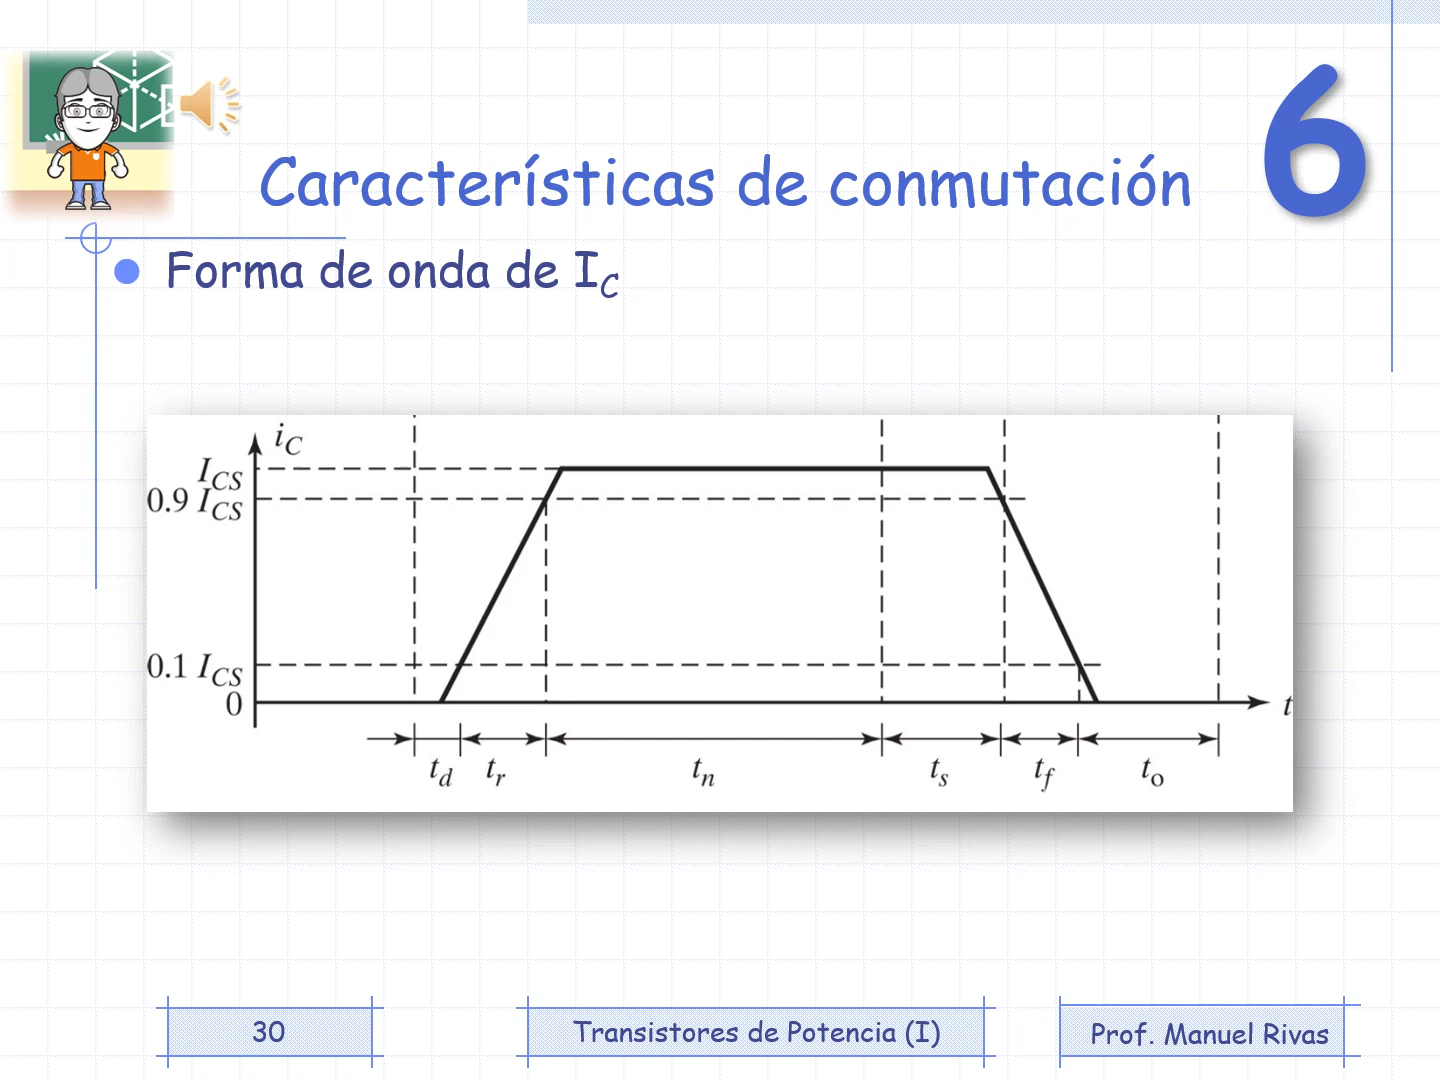 6
Características de conmutación
Forma de onda de IC
iC
ICS
0.9 ICS
0.1 ICS
0
t
td tr tn ts tf to
30
Transistores de Potencia (I)
Prof. Manuel Rivas